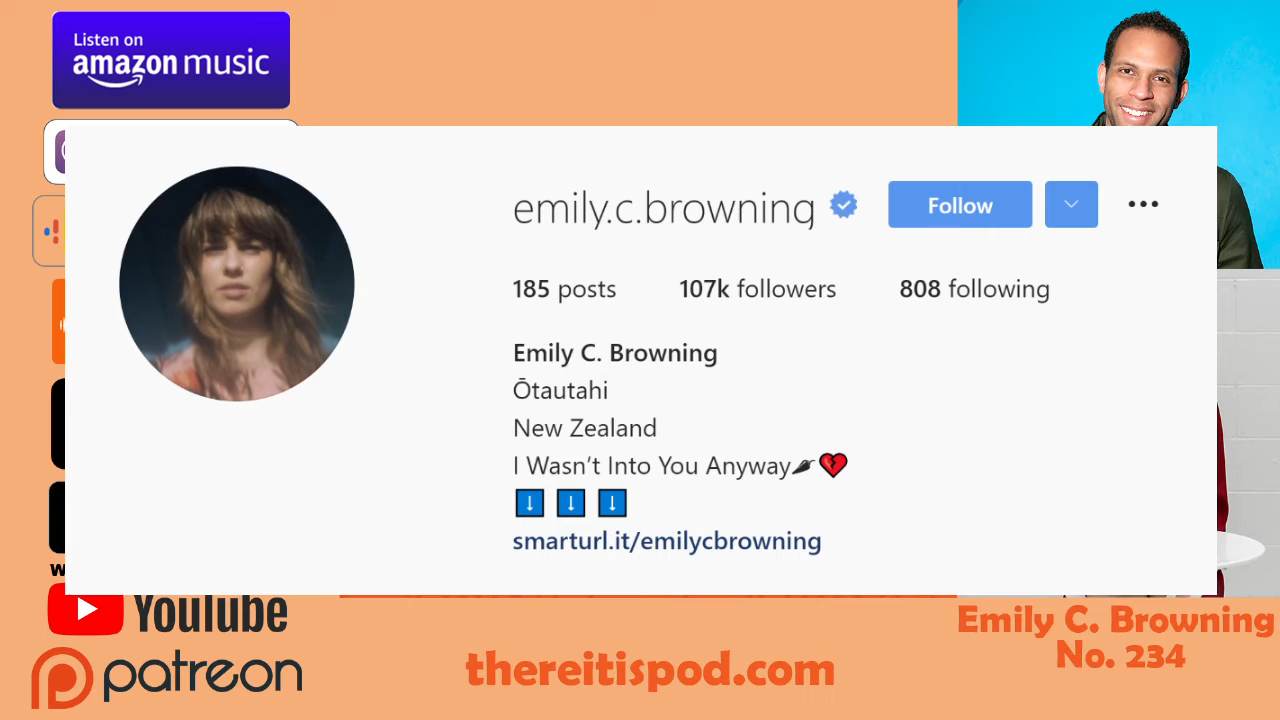 Listen on
amazon music
emily.c.browning
Follow
185 posts 107k followers 808 following
Emily C. Browning
Ōtautahi
New Zealand
I Wasn't Into You Anyway🌶💔
⬇ ⬇ ⬇
smarturl.it/emilycbrowning
YouTube
patreon
thereitispod.com
Emily C. Browning
No. 234